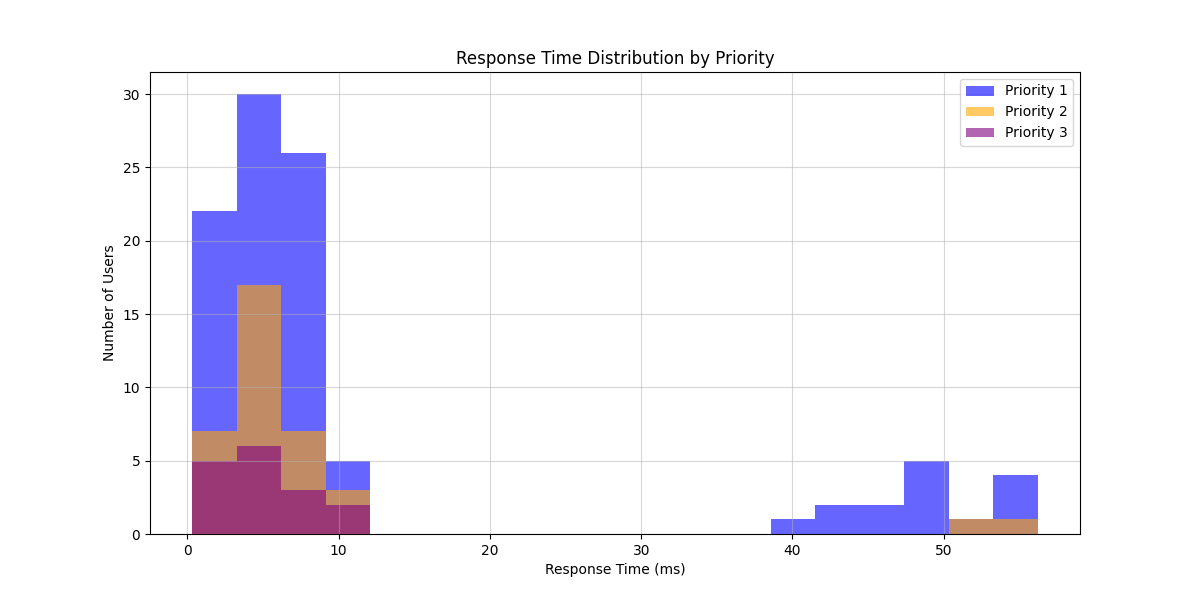 Response Time Distribution by Priority
Priority 1
Priority 2
Priority 3
Number of Users
30
25
20
15
10
5
0
0 10 20 30 40 50
Response Time (ms)